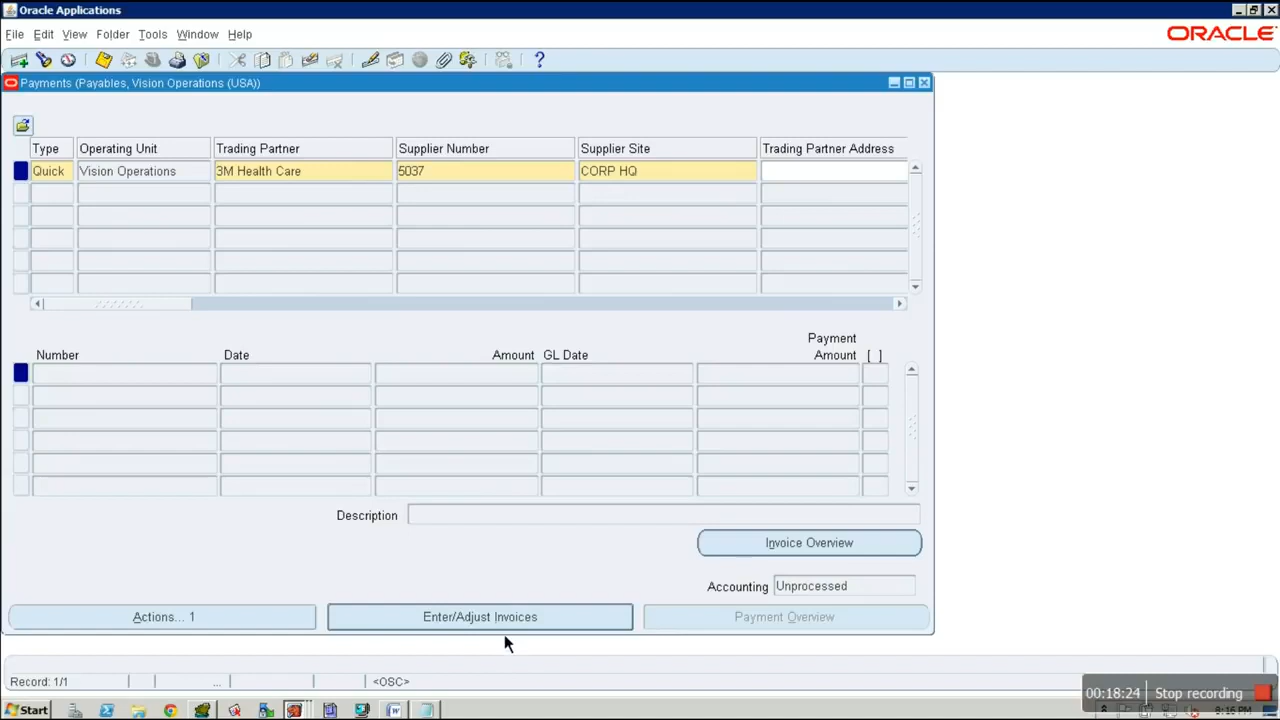 Oracle Applications
File Edit View Folder Tools Window Help
ORACLE
Payments (Payables, Vision Operations (USA))
Type Operating Unit Trading Partner Supplier Number Supplier Site Trading Partner Address
Quick Vision Operations 3M Health Care 5037 CORP HQ
Payment
Number Date Amount GL Date Amount [ ]
Description
Invoice Overview
Accounting Unprocessed
Actions... 1 Enter/Adjust Invoices Payment Overview
Record: 1/1 ... <OSC>
00:18:24 Stop recording
Start 8:16 PM